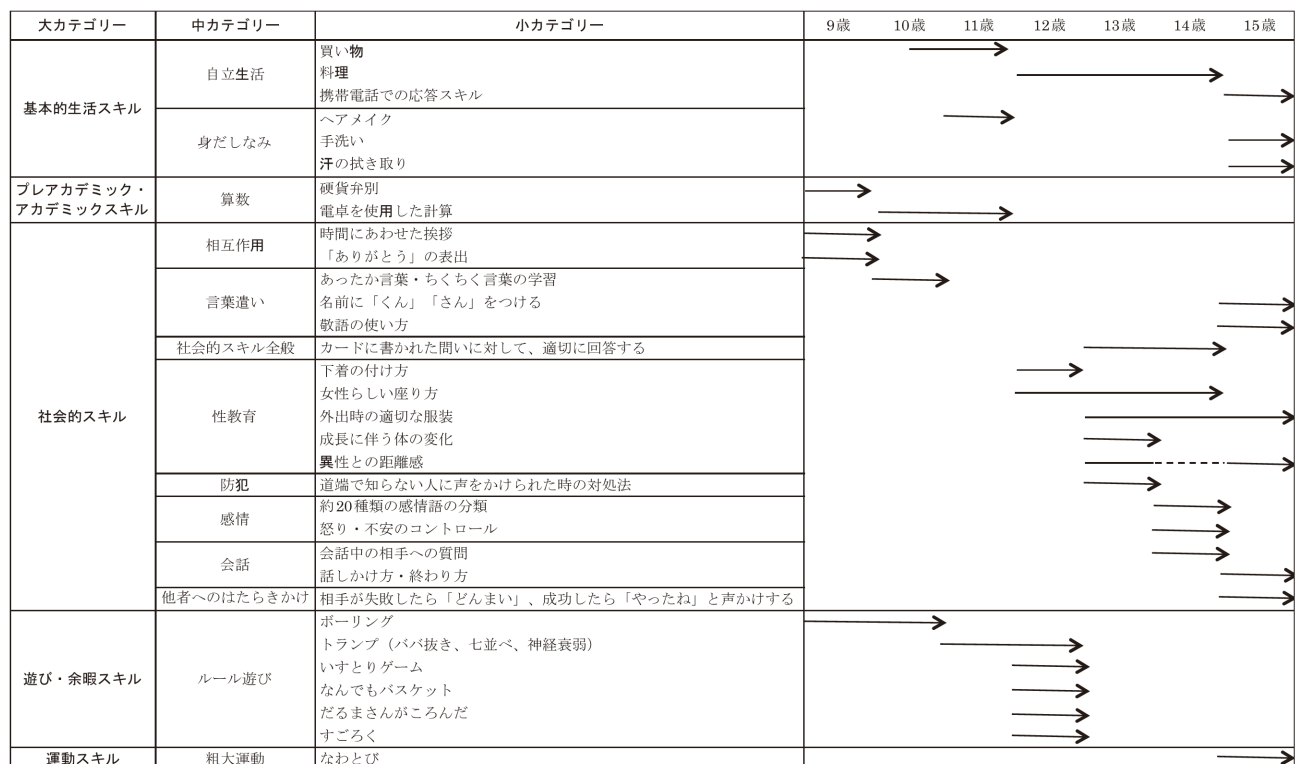 大カテゴリー 中カテゴリー 小カテゴリー 9歳 10歳 11歳 12歳 13歳 14歳 15歳
基本的生活スキル
自立生活
買い物
料理
携帯電話での応答スキル
身だしなみ
ヘアメイク
手洗い
汗の拭き取り
プレアカデミック・
アカデミックスキル
算数
硬貨弁別
電卓を使用した計算
社会的スキル
相互作用
時間にあわせた挨拶
「ありがとう」の表出
言葉遣い
あったか言葉・ちくちく言葉の学習
名前に「くん」「さん」をつける
敬語の使い方
社会的スキル全般 カードに書かれた問いに対して、適切に回答する
性教育
下着の付け方
女性らしい座り方
外出時の適切な服装
成長に伴う体の変化
異性との距離感
防犯 道端で知らない人に声をかけられた時の対処法
感情
約20種類の感情語の分類
怒り・不安のコントロール
会話
会話中の相手への質問
話しかけ方・終わり方
他者へのはたらきかけ 相手が失敗したら「どんまい」、成功したら「やったね」と声かけする
遊び・余暇スキル
ルール遊び
ボーリング
トランプ(ババ抜き、七並べ、神経衰弱)
いすとりゲーム
なんでもバスケット
だるまさんがころんだ
すごろく
運動スキル 粗大運動 なわとび